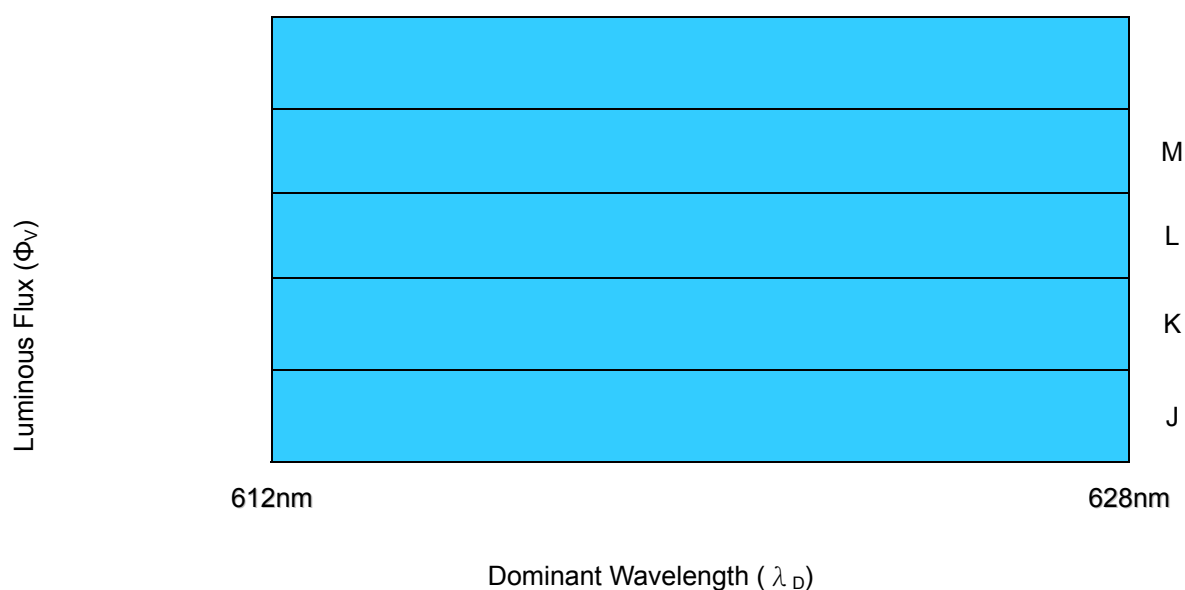 M
L
K
J
Luminous Flux (ΦV)
612nm 628nm
Dominant Wavelength ( λ D)